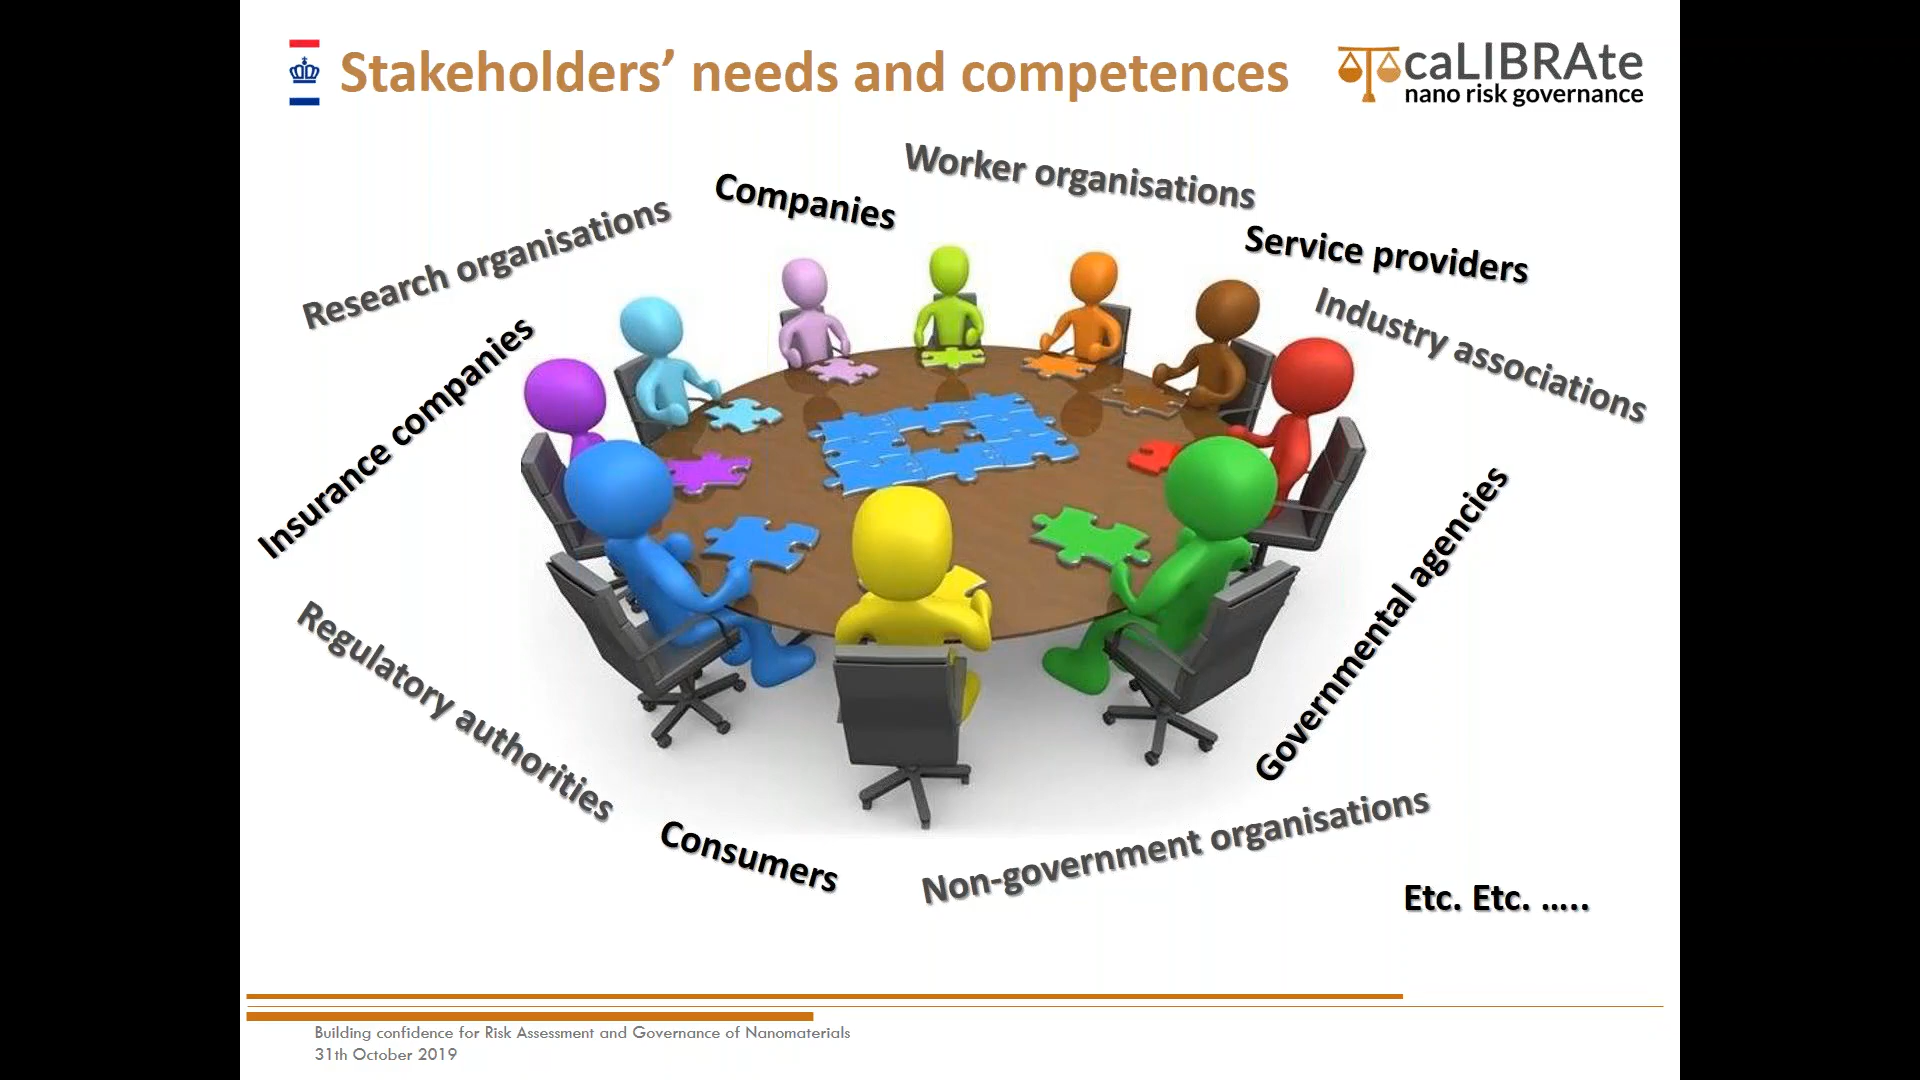 Stakeholders’ needs and competences
caLIBRAte
nano risk governance
Worker organisations
Companies
Research organisations
Service providers
Industry associations
Insurance companies
Governmental agencies
Regulatory authorities
Consumers
Non-government organisations
Etc. Etc. …..
Building confidence for Risk Assessment and Governance of Nanomaterials
31th October 2019